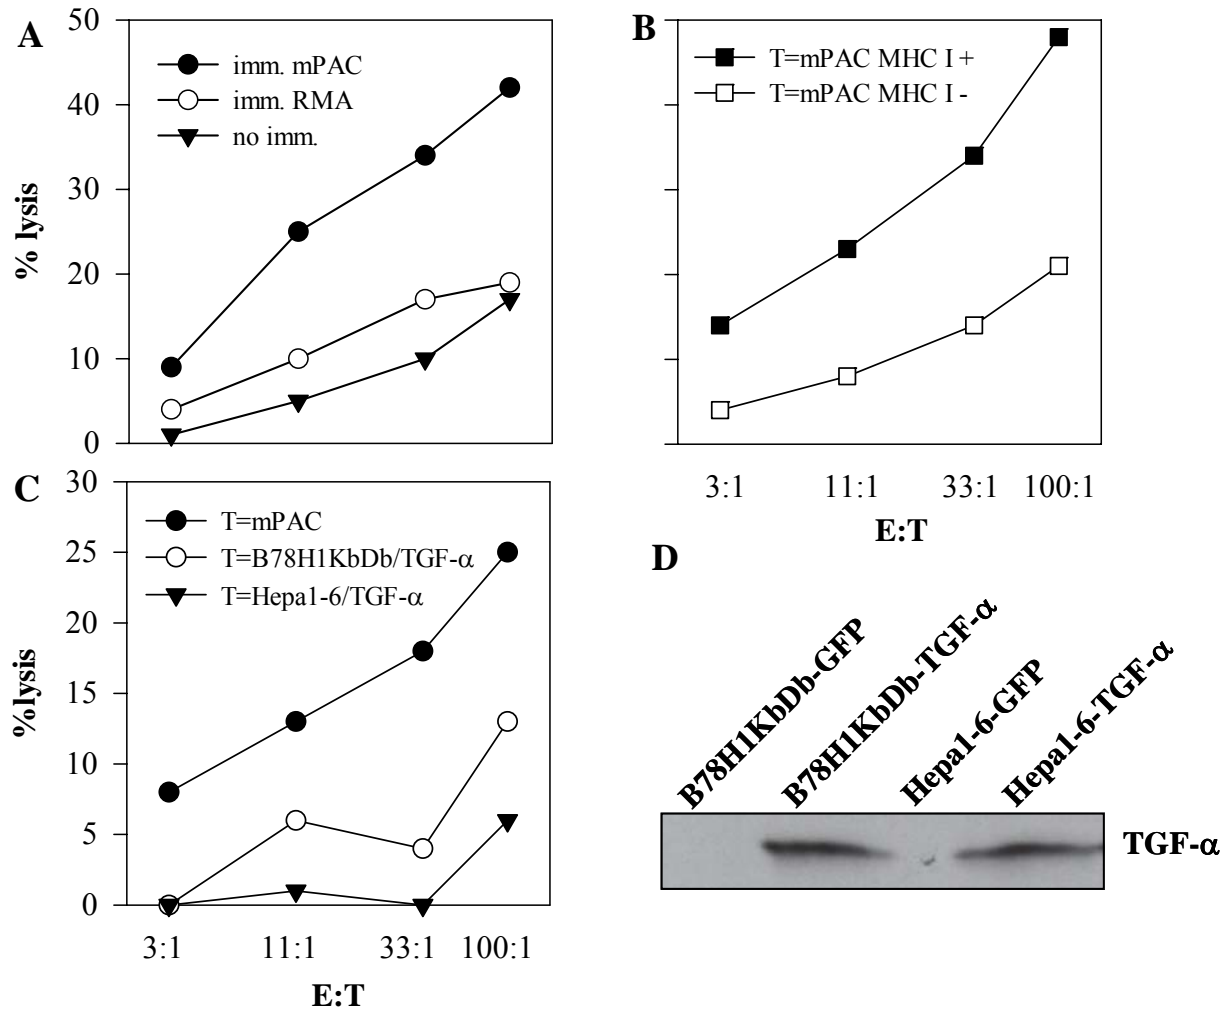 A
50
40
30
20
10
0
% lysis
imm. mPAC
imm. RMA
no imm.
B
T=mPAC MHC I +
T=mPAC MHC I -
3:1 11:1 33:1 100:1
E:T
C
30
25
20
15
10
5
0
%lysis
T=mPAC
T=B78H1KbDb/TGF-α
T=Hepa1-6/TGF-α
3:1 11:1 33:1 100:1
E:T
D
B78H1KbDb-GFP
B78H1KbDb-TGF-α
Hepa1-6-GFP
Hepa1-6-TGF-α
TGF-α